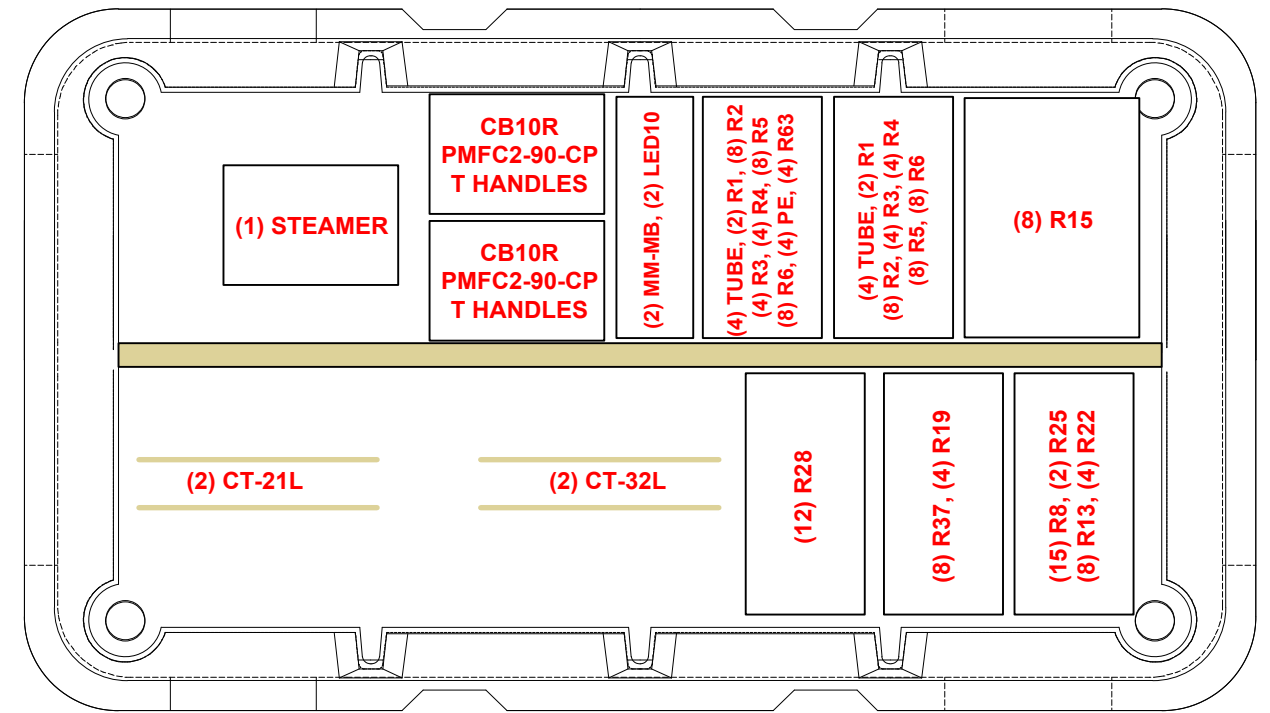 (1) STEAMER
CB10R
PMFC2-90-CP
T HANDLES
CB10R
PMFC2-90-CP
T HANDLES
(2) MM-MB, (2) LED10
(4) TUBE, (2) R1, (8) R2
(4) R3, (4) R4, (8) R5
(8) R6, (4) PE, (4) R63
(4) TUBE, (2) R1
(8) R2, (4) R3, (4) R4
(8) R5, (8) R6
(8) R15
(2) CT-21L
(2) CT-32L
(12) R28
(8) R37, (4) R19
(15) R8, (2) R25
(8) R13, (4) R22